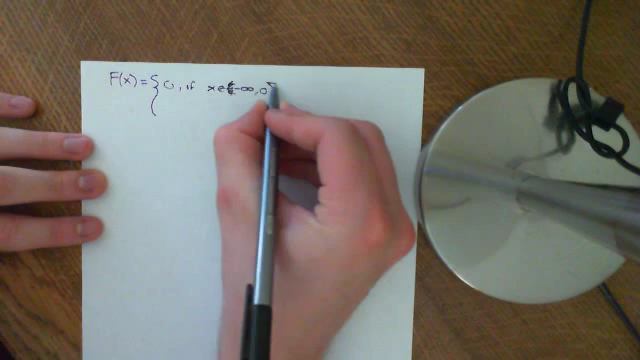 F(x) = { 0, if x ∈ (-∞, 0